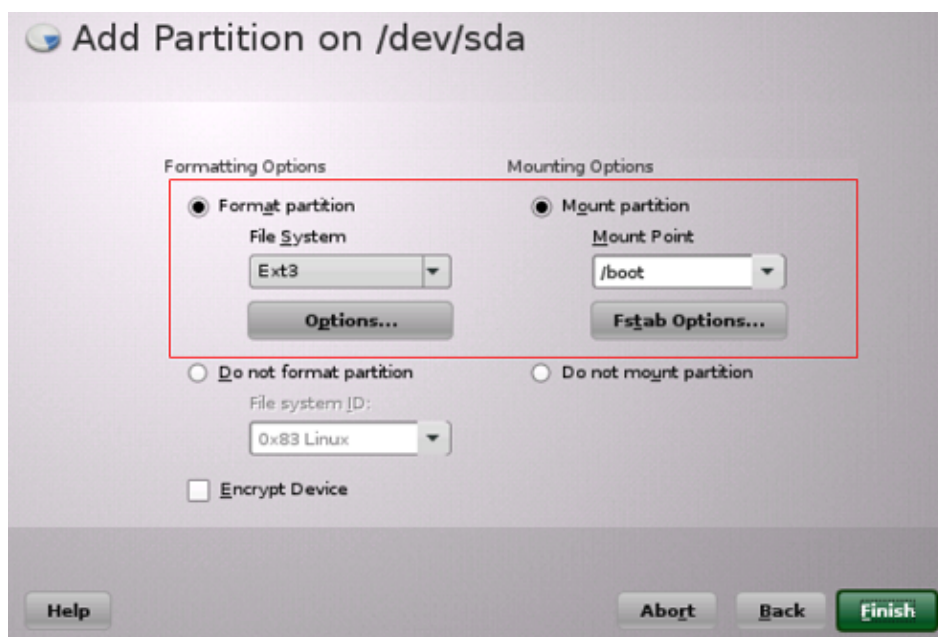 Add Partition on /dev/sda
Formatting Options
Mounting Options
Format partition
Mount partition
File System
Mount Point
Ext3
/boot
Options...
Fstab Options...
Do not format partition
Do not mount partition
File system ID:
0x83 Linux
Encrypt Device
Help
Abort
Back
Finish